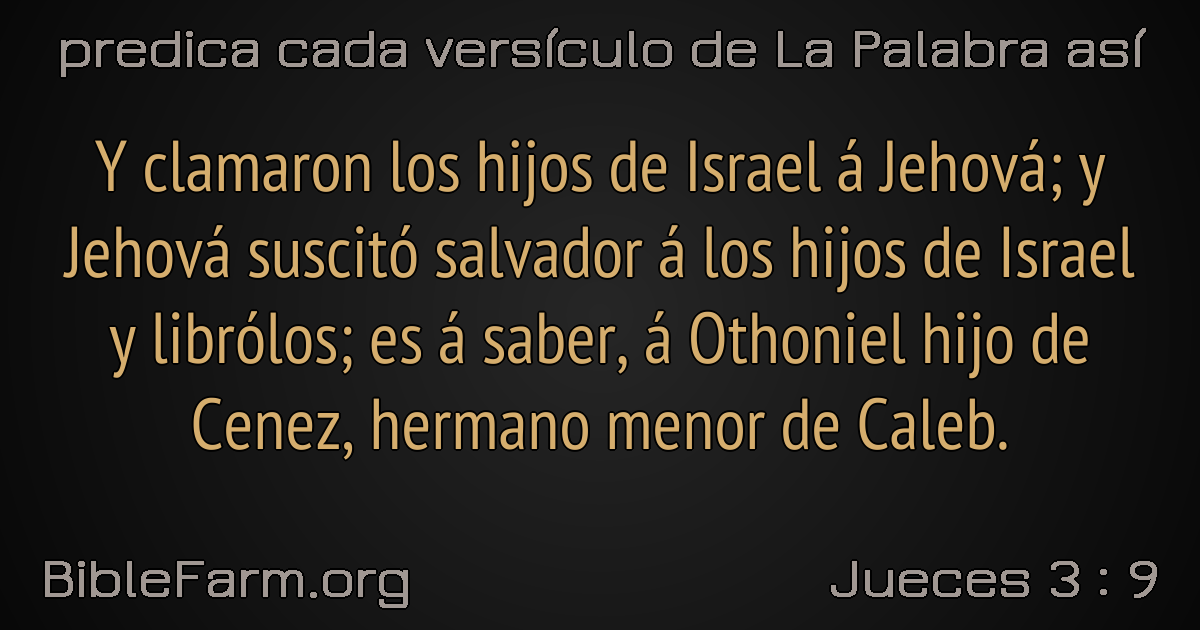 predica cada versículo de La Palabra así
Y clamaron los hijos de Israel á Jehová; y
Jehová suscitó salvador á los hijos de Israel
y librólos; es á saber, á Othoniel hijo de
Cenez, hermano menor de Caleb.
BibleFarm.org
Jueces 3 : 9